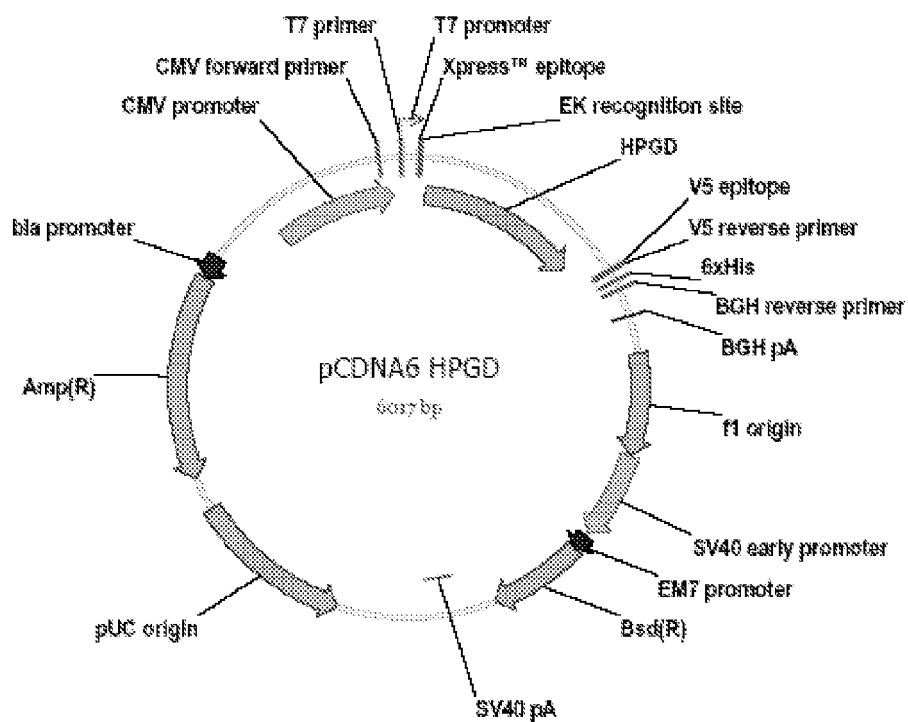 T7 primer
T7 promoter
CMV forward primer
Xpress™ epitope
CMV promoter
EK recognition site
HPGD
V5 epitope
bla promoter
V5 reverse primer
6xHis
BGH reverse primer
BGH pA
pCDNA6 HPGD
6017 bp
Amp(R)
f1 origin
SV40 early promoter
EM7 promoter
pUC origin
Bsd(R)
SV40 pA